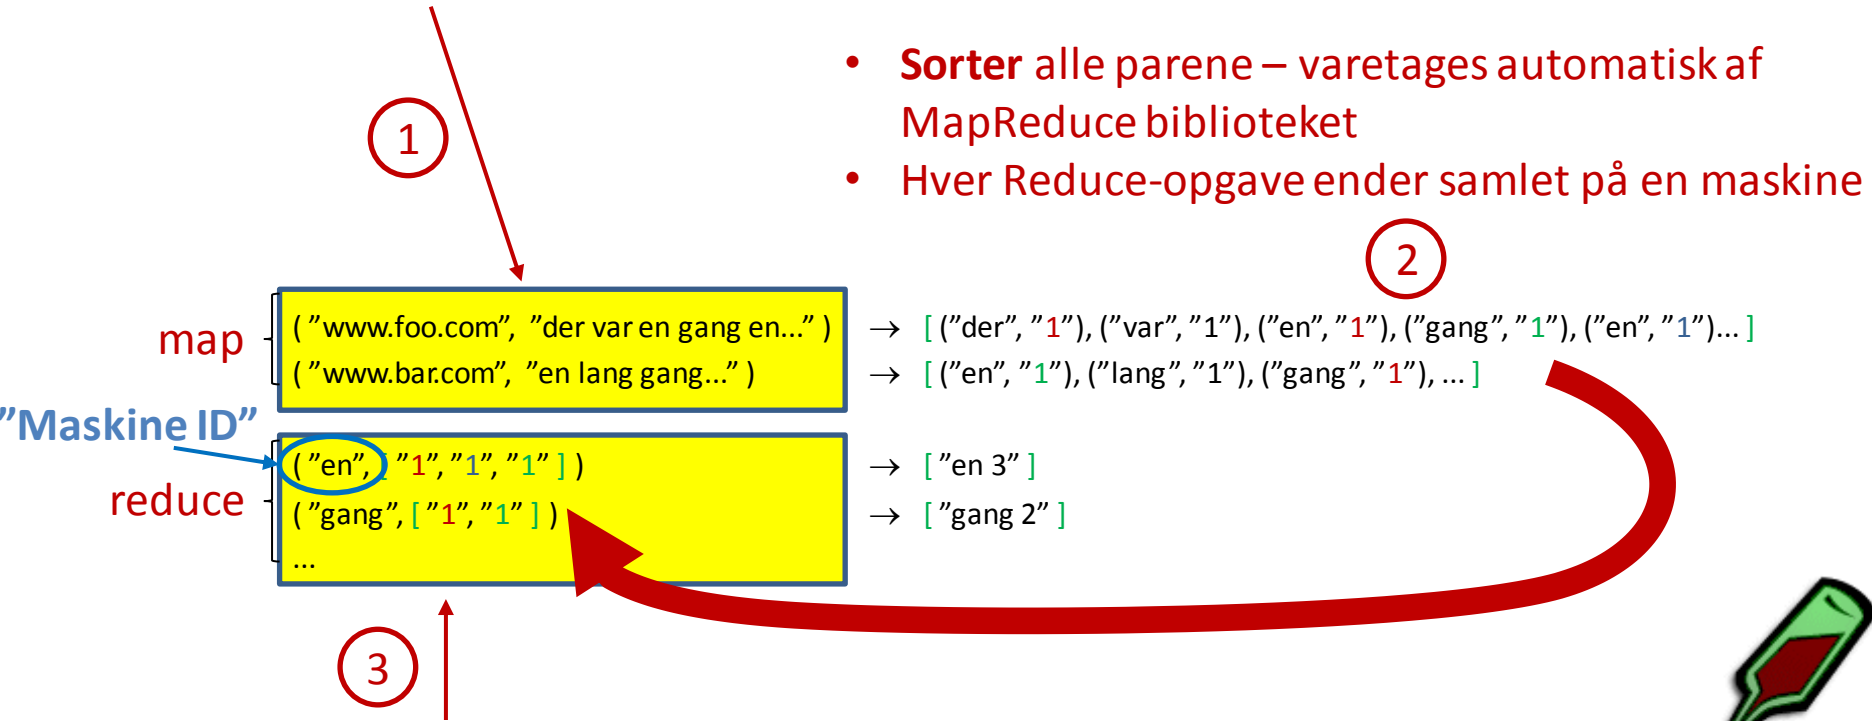 • Sorter alle parene – varetages automatisk af
MapReduce biblioteket
• Hver Reduce-opgave ender samlet på en maskine
1
2
map
( ”www.foo.com”, ”der var en gang en...” ) → [ (”der”, ”1”), (”var”, ”1”), (”en”, ”1”), (”gang”, ”1”), (”en”, ”1”)... ]
( ”www.bar.com”, ”en lang gang...” ) → [ (”en”, ”1”), (”lang”, ”1”), (”gang”, ”1”), ... ]
”Maskine ID”
reduce
( ”en”, [ ”1”, ”1”, ”1” ] ) → [ ”en 3” ]
( ”gang”, [ ”1”, ”1” ] ) → [ ”gang 2” ]
...
3